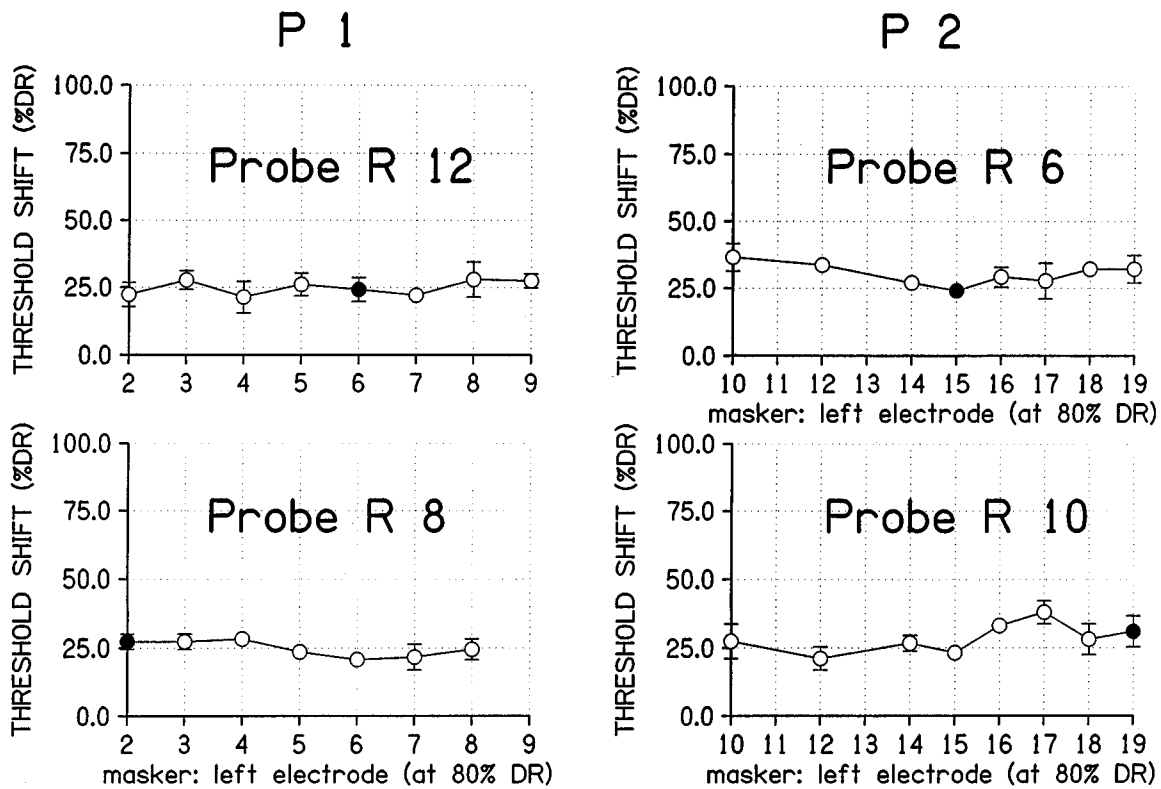 P 1
P 2
THRESHOLD SHIFT (%DR)
100.0
75.0
50.0
25.0
0.0
Probe R 12
2 3 4 5 6 7 8 9
THRESHOLD SHIFT (%DR)
100.0
75.0
50.0
25.0
0.0
Probe R 6
10 11 12 13 14 15 16 17 18 19
masker: left electrode (at 80% DR)
THRESHOLD SHIFT (%DR)
100.0
75.0
50.0
25.0
0.0
Probe R 8
2 3 4 5 6 7 8 9
masker: left electrode (at 80% DR)
THRESHOLD SHIFT (%DR)
100.0
75.0
50.0
25.0
0.0
Probe R 10
10 11 12 13 14 15 16 17 18 19
masker: left electrode (at 80% DR)